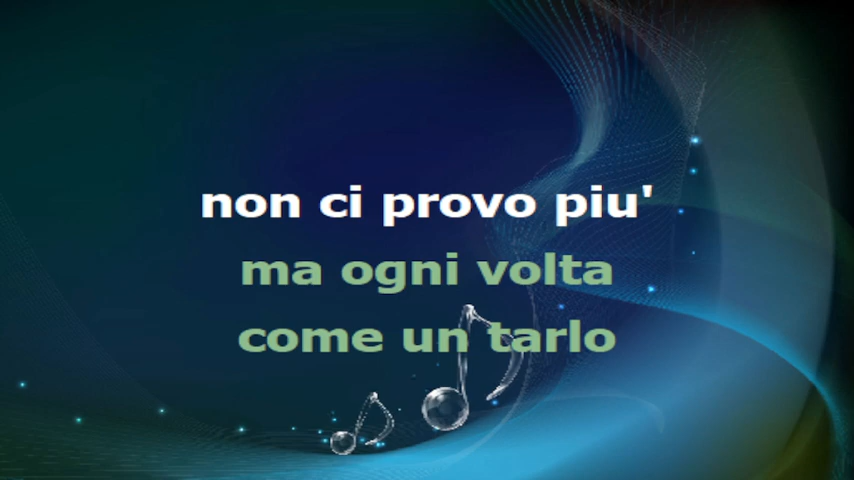 non ci provo piu'
ma ogni volta
come un tarlo